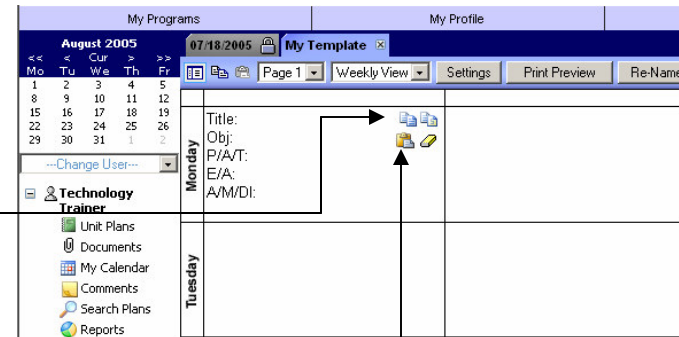 My Programs My Profile
August 2005
<< < Cur > >>
Mo Tu We Th Fr
1 2 3 4 5
8 9 10 11 12
15 16 17 18 19
22 23 24 25 26
29 30 31 1 2
---Change User---
Technology
Trainer
Unit Plans
Documents
My Calendar
Comments
Search Plans
Reports
07/18/2005 My Template
Page 1 Weekly View Settings Print Preview Re-Name
Monday
Title:
Obj:
P/A/T:
E/A:
A/M/DI:
Tuesday